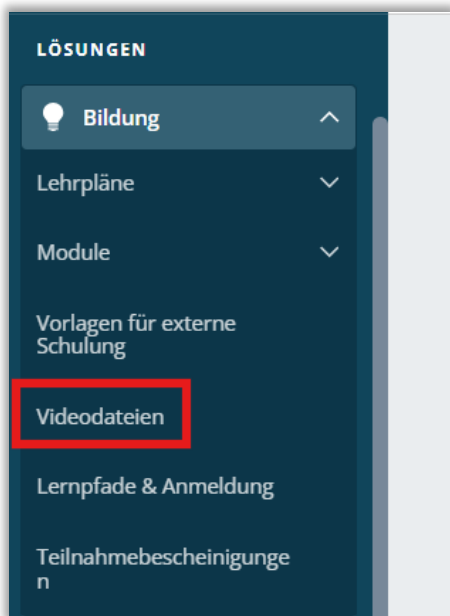 LÖSUNGEN
Bildung
Lehrpläne
Module
Vorlagen für externe
Schulung
Videodateien
Lernpfade & Anmeldung
Teilnahmebescheinigunge
n